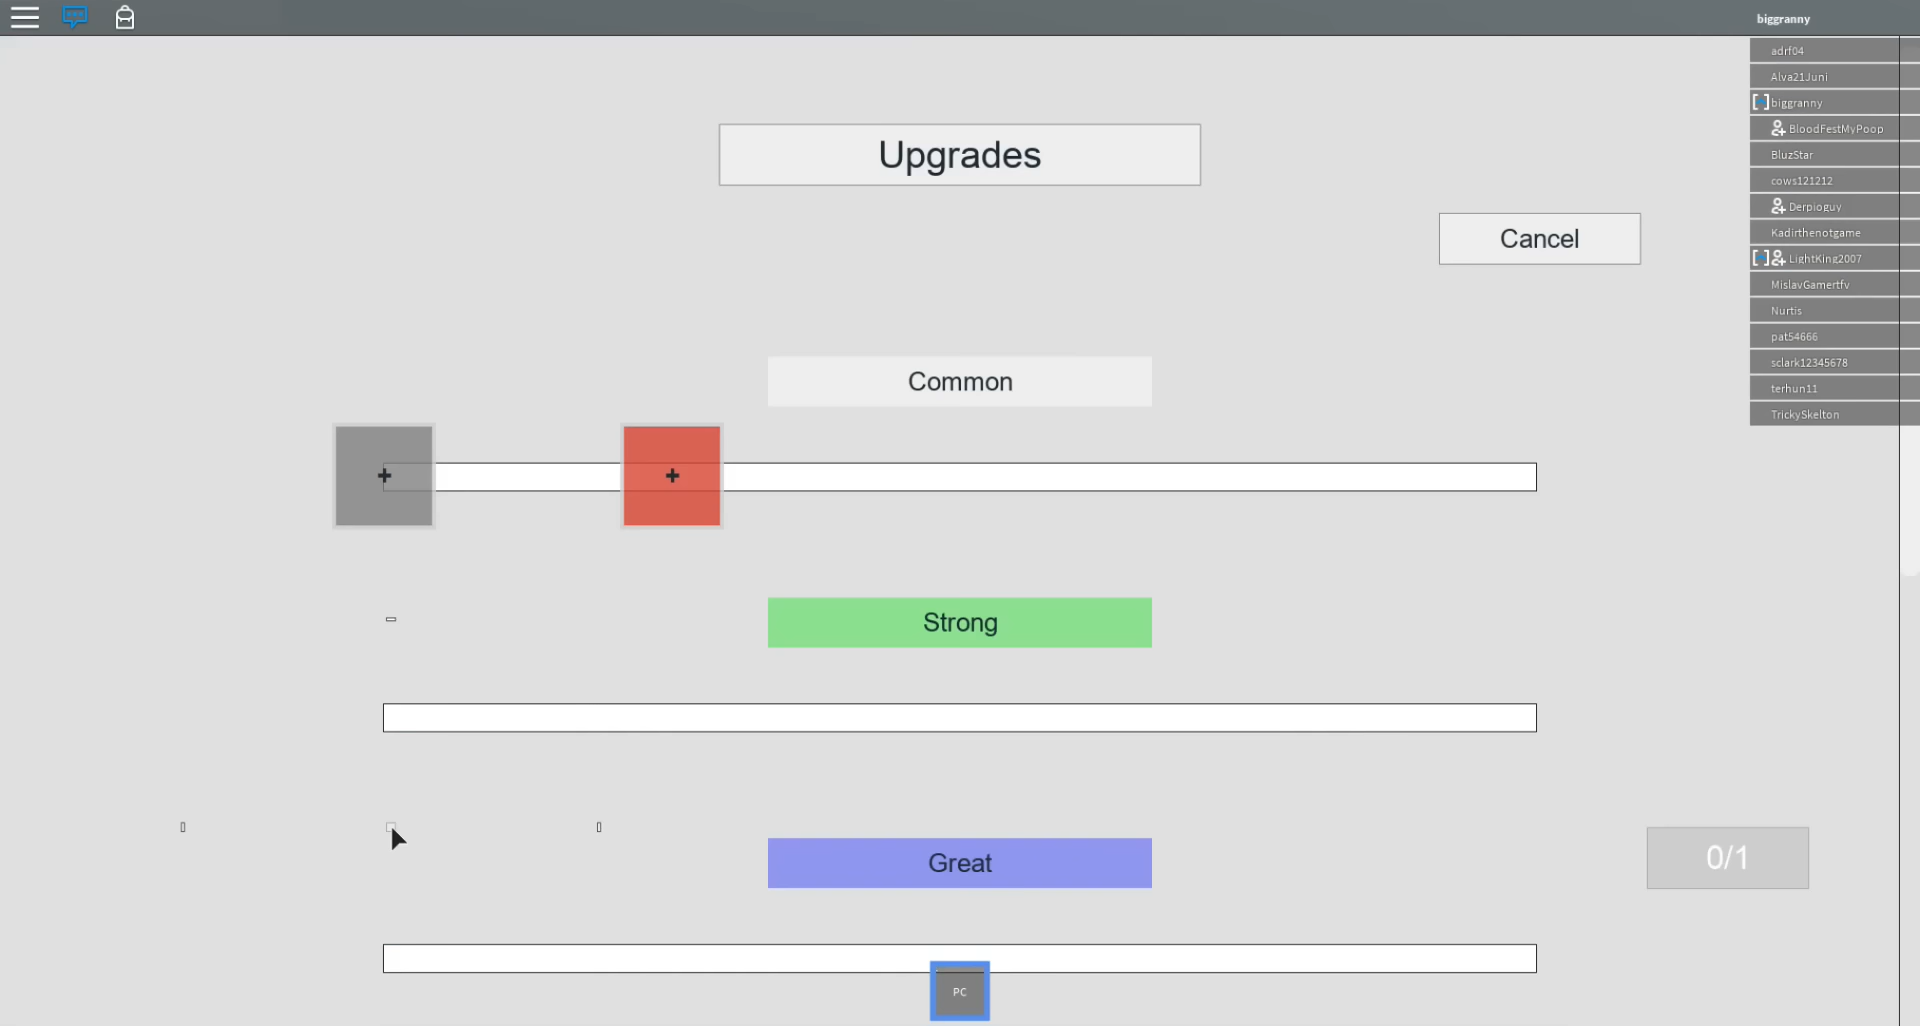 biggranny
adrf04
Alva21Juni
biggranny
BloodFestMyPoop
Upgrades
BluzStar
cows121212
Derpioguy
Cancel
Kadirthenotgame
LightKing2007
MislavGamertfv
Nurtis
pat54666
sclark12345678
Common
terhun11
TrickySkelton
+
+
Strong
Great
0/1
PC